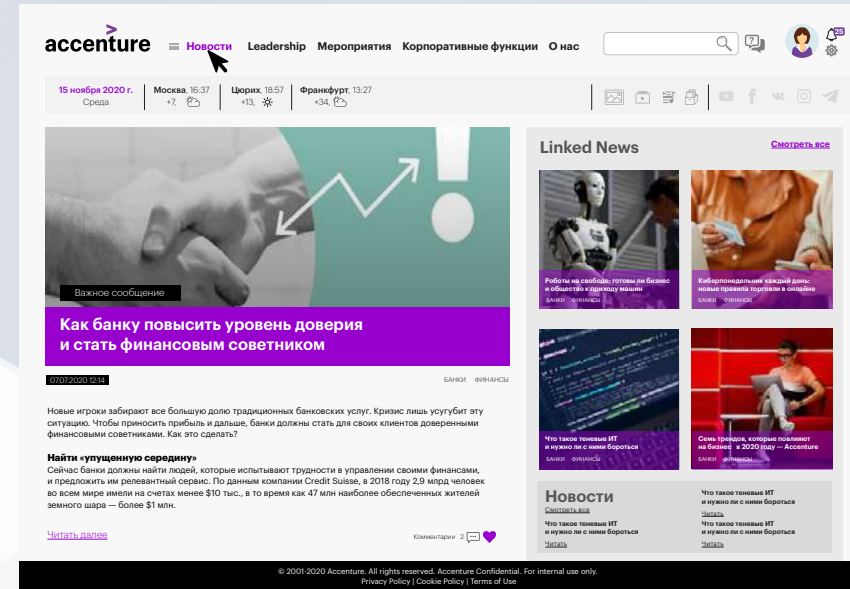 accenture
Новости Leadership Мероприятия Корпоративные функции О нас
25
15 ноября 2020 г.
Среда
Москва, 16:37
+7,
Цюрих, 18:57
+13,
Франкфурт, 13:27
+34,
Важное сообщение
Как банку повысить уровень доверия
и стать финансовым советником
07.07.2020 12:14
БАНКИ ФИНАНСЫ
Новые игроки забирают все большую долю традиционных банковских услуг. Кризис лишь усугубит эту
ситуацию. Чтобы приносить прибыль и дальше, банки должны стать для своих клиентов доверенными
финансовыми советниками. Как это сделать?
Найти «упущенную середину»
Сейчас банки должны найти людей, которые испытывают трудности в управлении своими финансами,
и предложить им релевантный сервис. По данным компании Credit Suisse, в 2018 году 2,9 млрд человек
во всем мире имели на счетах менее $10 тыс., в то время как 47 млн наиболее обеспеченных жителей
земного шара — более $1 млн.
Читать далее
Комментарии 2
Linked News
Смотреть все
Роботы на свободе: готовы ли бизнес
и общество к приходу машин
БАНКИ ФИНАНСЫ
Киберпонедельник каждый день:
новые правила торговли в онлайне
БАНКИ ФИНАНСЫ
Что такое теневые ИТ
и нужно ли с ними бороться
БАНКИ ФИНАНСЫ
Семь трендов, которые повлияют
на бизнес в 2020 году — Accenture
БАНКИ ФИНАНСЫ
Новости
Смотреть все
Что такое теневые ИТ
и нужно ли с ними бороться
Читать
Что такое теневые ИТ
и нужно ли с ними бороться
Читать
Что такое теневые ИТ
и нужно ли с ними бороться
Читать
© 2001-2020 Accenture. All rights reserved. Accenture Confidential. For internal use only.
Privacy Policy | Cookie Policy | Terms of Use